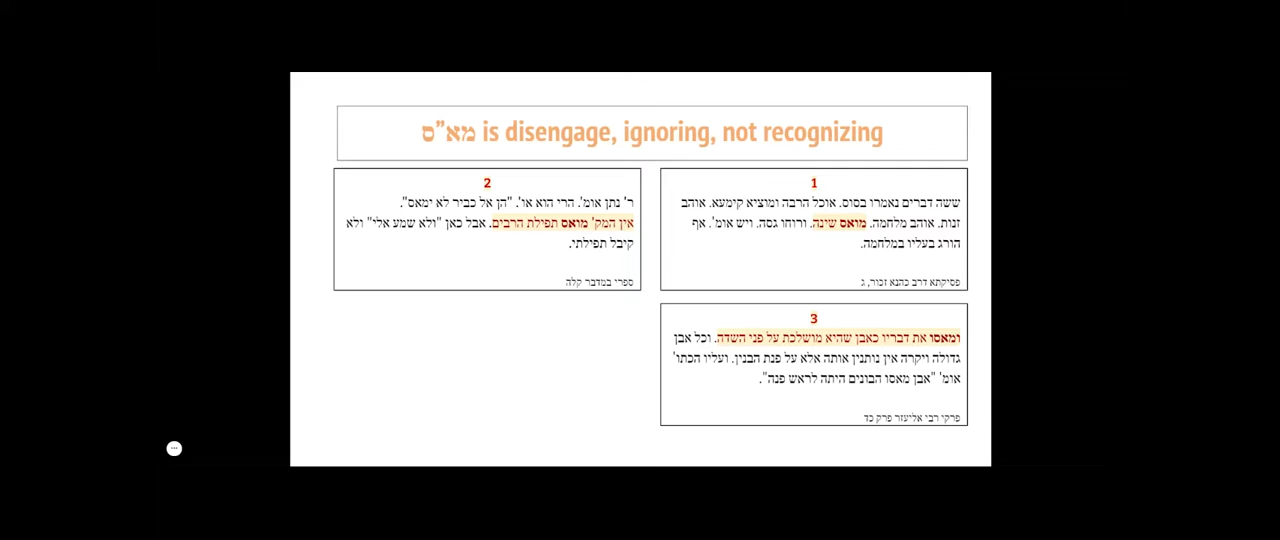 מא"ס is disengage, ignoring, not recognizing
1
ששה דברים נאמרו בסוס. אוכל הרבה ומוציא קימעא. אוהב
זנות. אוהב מלחמה. מואס שינה. ורוחו גסה. ויש אומ'. אף
הורג בעליו במלחמה.
פסיקתא דרב כהנא זכור, ג
2
ר' נתן אומ'. הרי הוא או'. "הן אל כביר לא ימאס".
אין המק' מואס תפילת הרבים. אבל כאן "ולא שמע אלי" ולא
קיבל תפילתי.
ספרי במדבר קלה
3
ומאסו את דבריו כאבן שהיא מושלכת על פני השדה. וכל אבן
גדולה ויקרה אין נותנין אותה אלא על פנת הבנין. ועליו הכתו'
אומ' "אבן מאסו הבונים היתה לראש פנה".
פרקי רבי אליעזר פרק כד